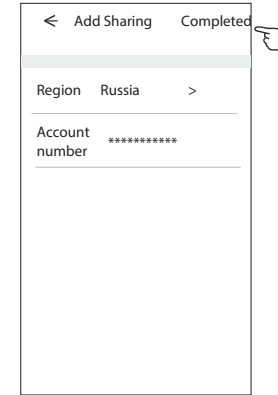 ← Add Sharing Completed
Region Russia >
Account
number ***********